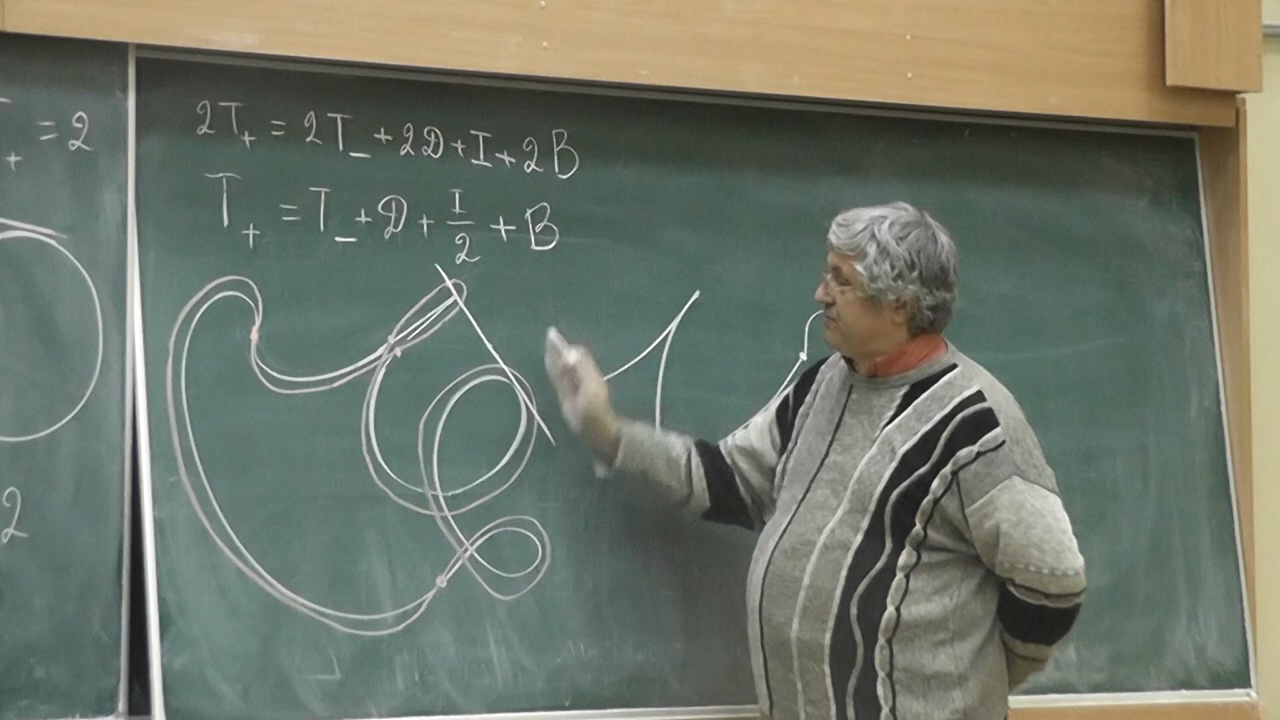 + = 2
2T₊ = 2T₋ + 2D + I + 2B
T₊ = T₋ + D + I/2 + B
2